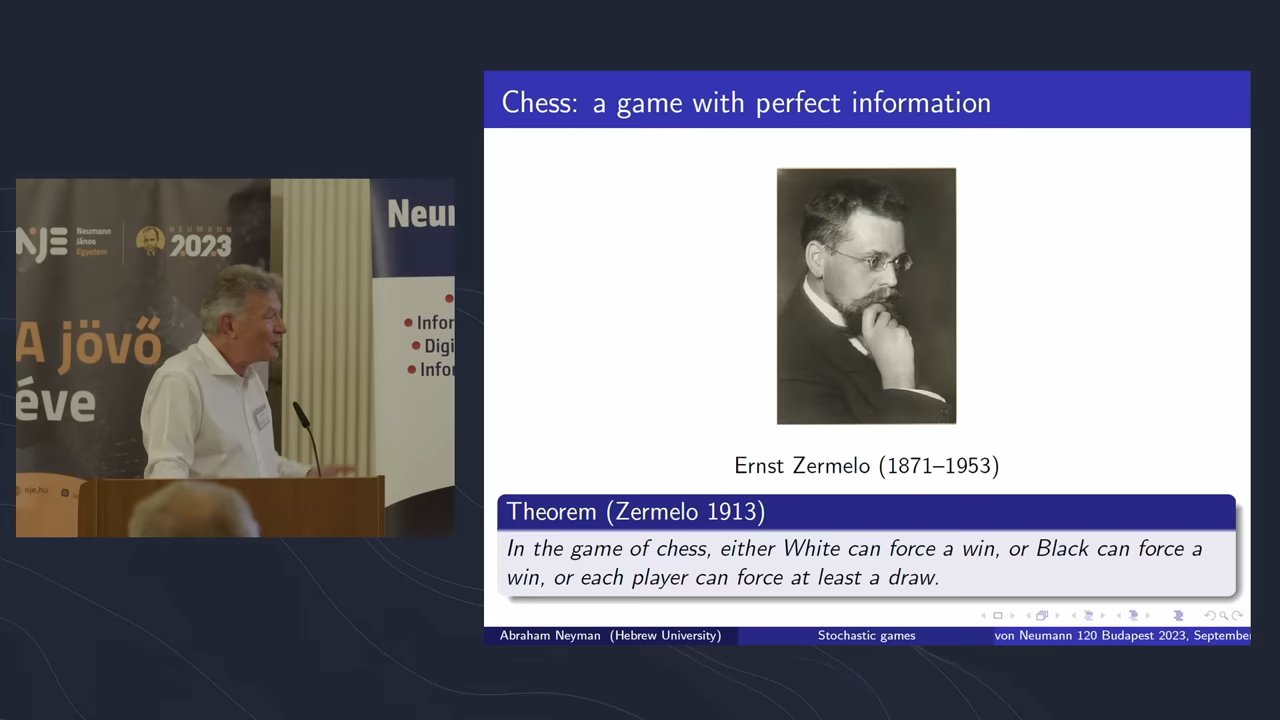 NJE
Neumann
János
Egyetem
NEUMANN
2023
A jövő
éve
nje.hu
Neu
Infor
Digi
Infor
Chess: a game with perfect information
Ernst Zermelo (1871–1953)
Theorem (Zermelo 1913)
In the game of chess, either White can force a win, or Black can force a
win, or each player can force at least a draw.
Abraham Neyman (Hebrew University)
Stochastic games
von Neumann 120 Budapest 2023, September